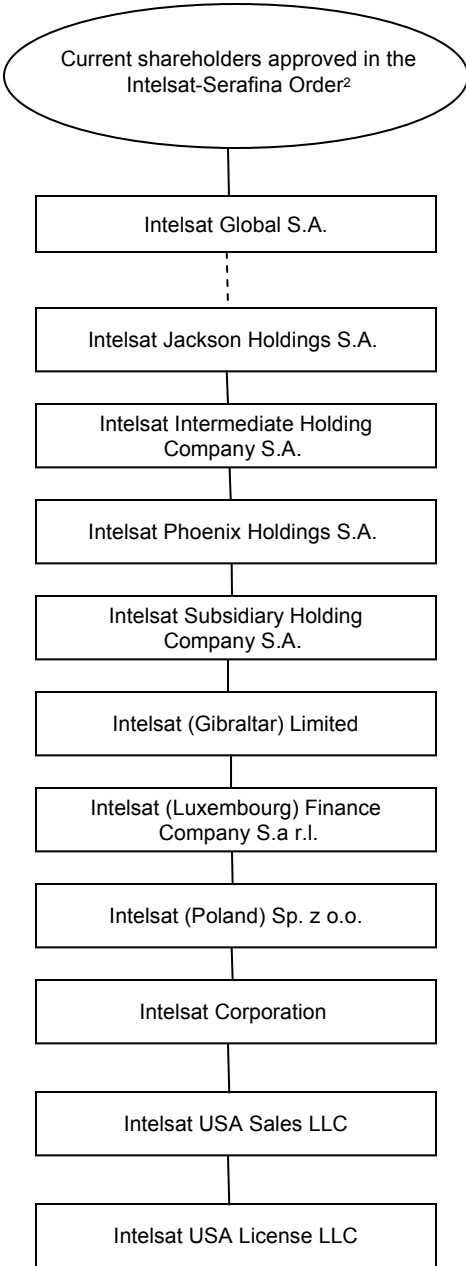 Current shareholders approved in the
Intelsat-Serafina Order²
Intelsat Global S.A.
Intelsat Jackson Holdings S.A.
Intelsat Intermediate Holding
Company S.A.
Intelsat Phoenix Holdings S.A.
Intelsat Subsidiary Holding
Company S.A.
Intelsat (Gibraltar) Limited
Intelsat (Luxembourg) Finance
Company S.a r.l.
Intelsat (Poland) Sp. z o.o.
Intelsat Corporation
Intelsat USA Sales LLC
Intelsat USA License LLC